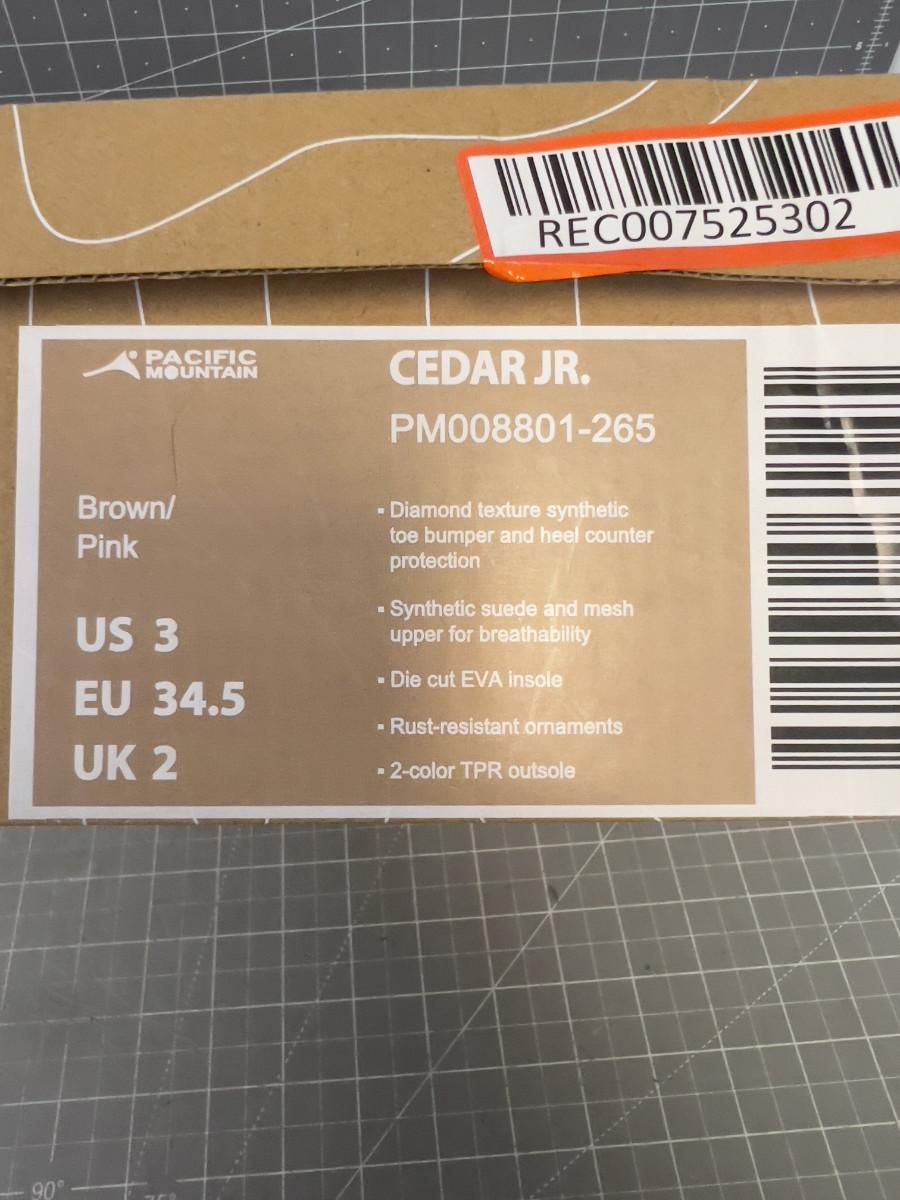 REC007525302
PACIFIC
MOUNTAIN
CEDAR JR.
PM008801-265
Brown/
Pink
US 3
EU 34.5
UK 2
▪ Diamond texture synthetic
toe bumper and heel counter
protection
▪ Synthetic suede and mesh
upper for breathability
▪ Die cut EVA insole
▪ Rust-resistant ornaments
▪ 2-color TPR outsole
90°
75°